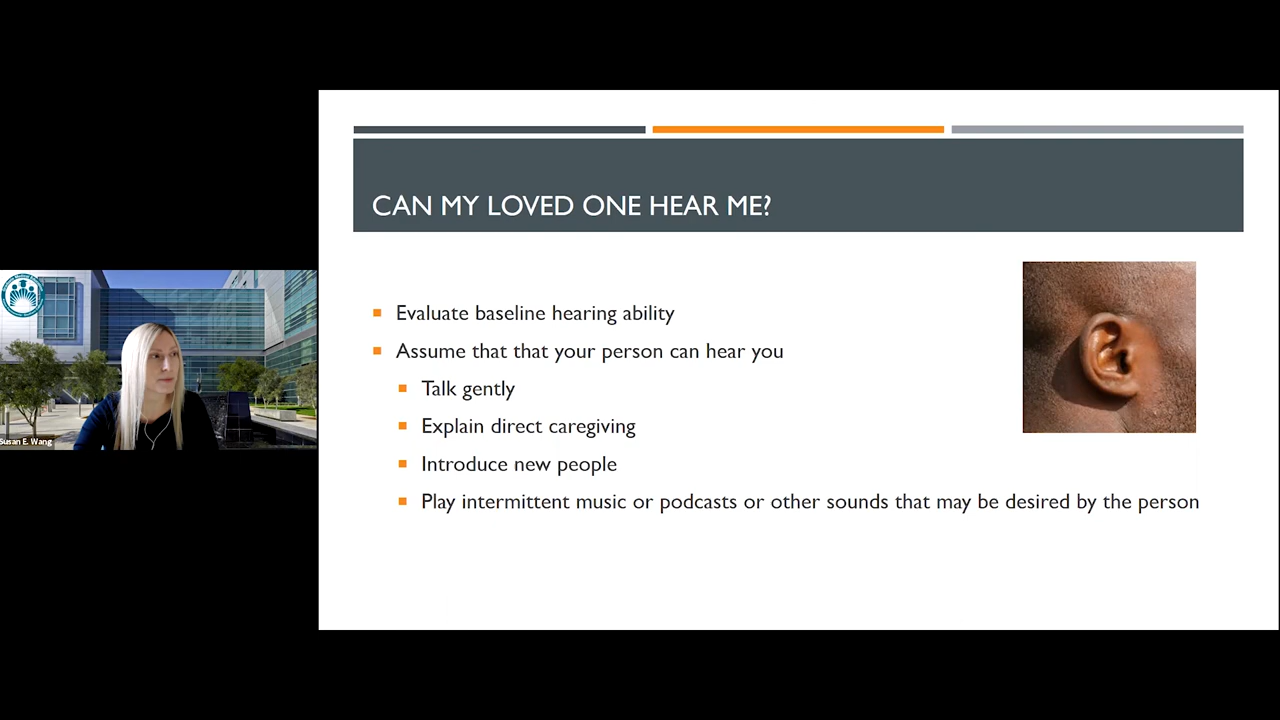 CAN MY LOVED ONE HEAR ME?
Evaluate baseline hearing ability
Assume that that your person can hear you
Talk gently
Explain direct caregiving
Introduce new people
Play intermittent music or podcasts or other sounds that may be desired by the person
Susan E. Wang